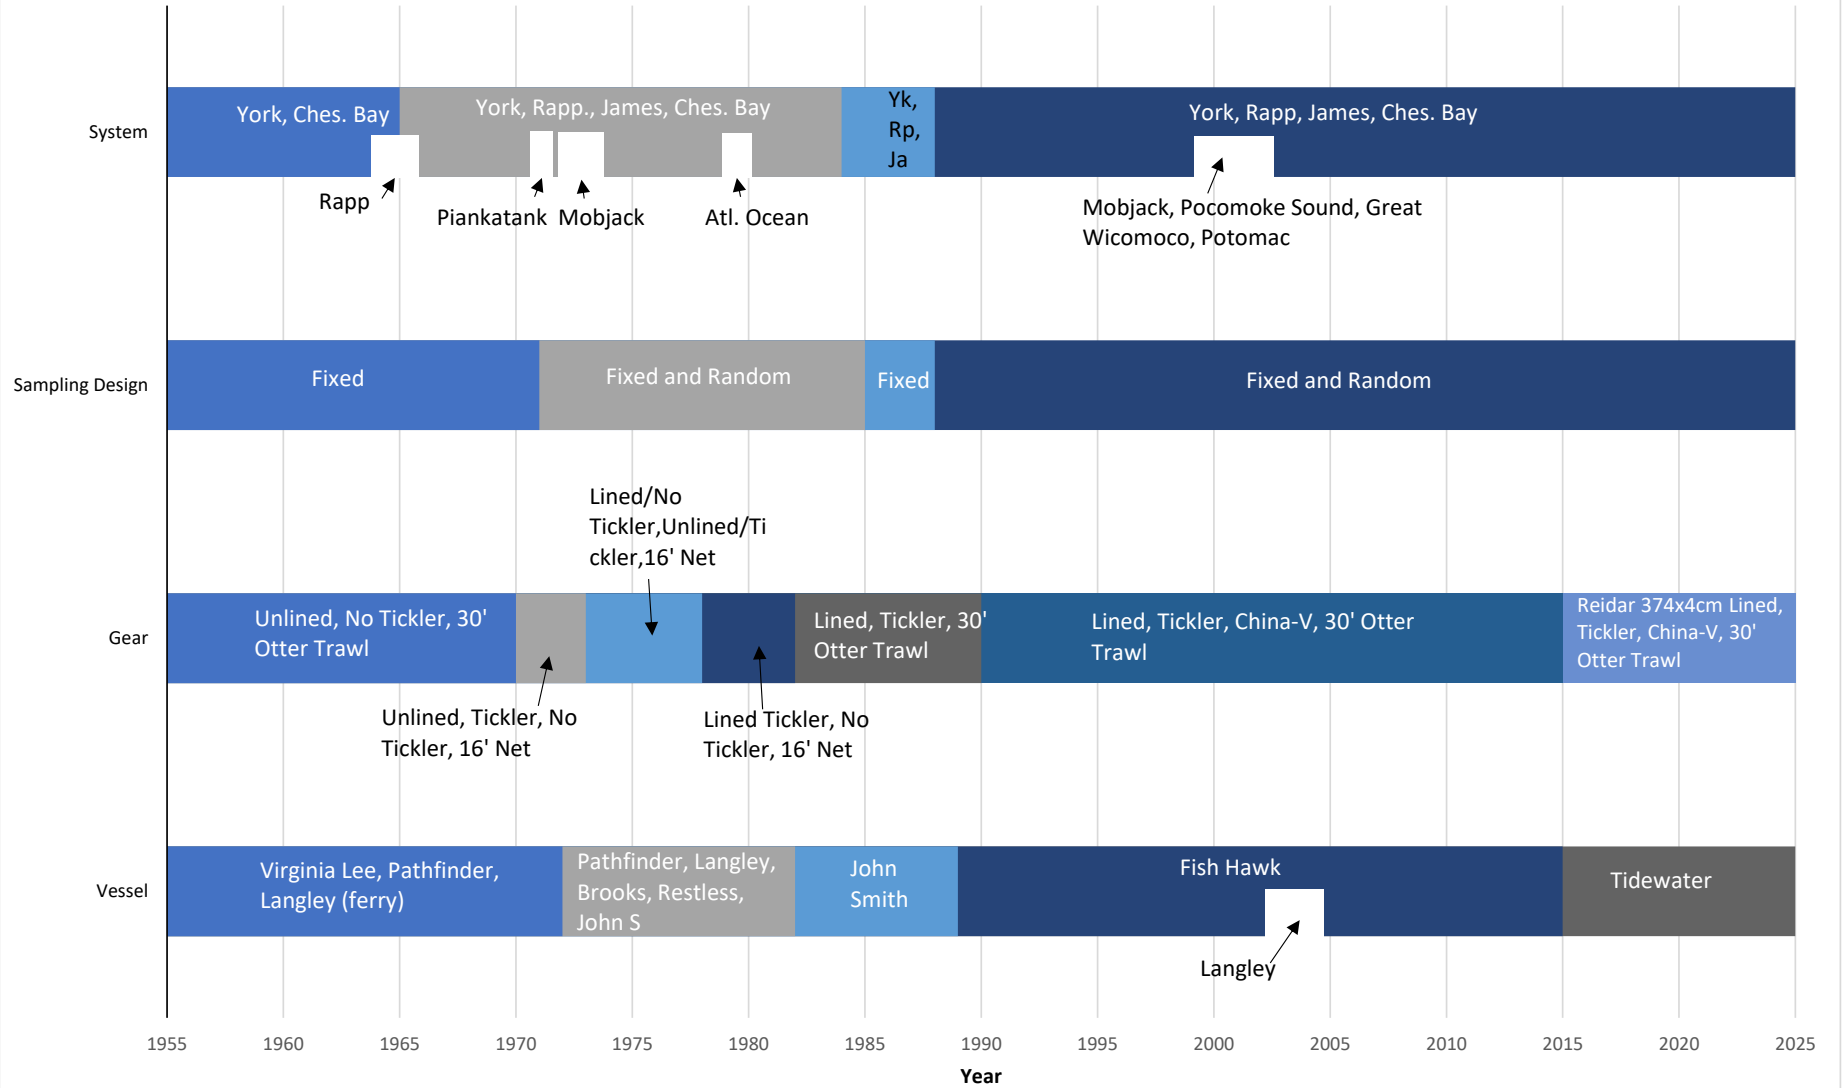 System
York, Ches. Bay
York, Rapp., James, Ches. Bay
Yk,
Rp,
Ja
York, Rapp, James, Ches. Bay
Rapp
Piankatank
Mobjack
Atl. Ocean
Mobjack, Pocomoke Sound, Great
Wicomoco, Potomac
Sampling Design
Fixed
Fixed and Random
Fixed
Fixed and Random
Lined/No
Tickler,Unlined/Ti
ckler,16' Net
Gear
Unlined, No Tickler, 30'
Otter Trawl
Lined, Tickler, 30'
Otter Trawl
Lined, Tickler, China-V, 30' Otter
Trawl
Reidar 374x4cm Lined,
Tickler, China-V, 30'
Otter Trawl
Unlined, Tickler, No
Tickler, 16' Net
Lined Tickler, No
Tickler, 16' Net
Vessel
Virginia Lee, Pathfinder,
Langley (ferry)
Pathfinder, Langley,
Brooks, Restless,
John S
John
Smith
Fish Hawk
Tidewater
Langley
1955 1960 1965 1970 1975 1980 1985 1990 1995 2000 2005 2010 2015 2020 2025
Year